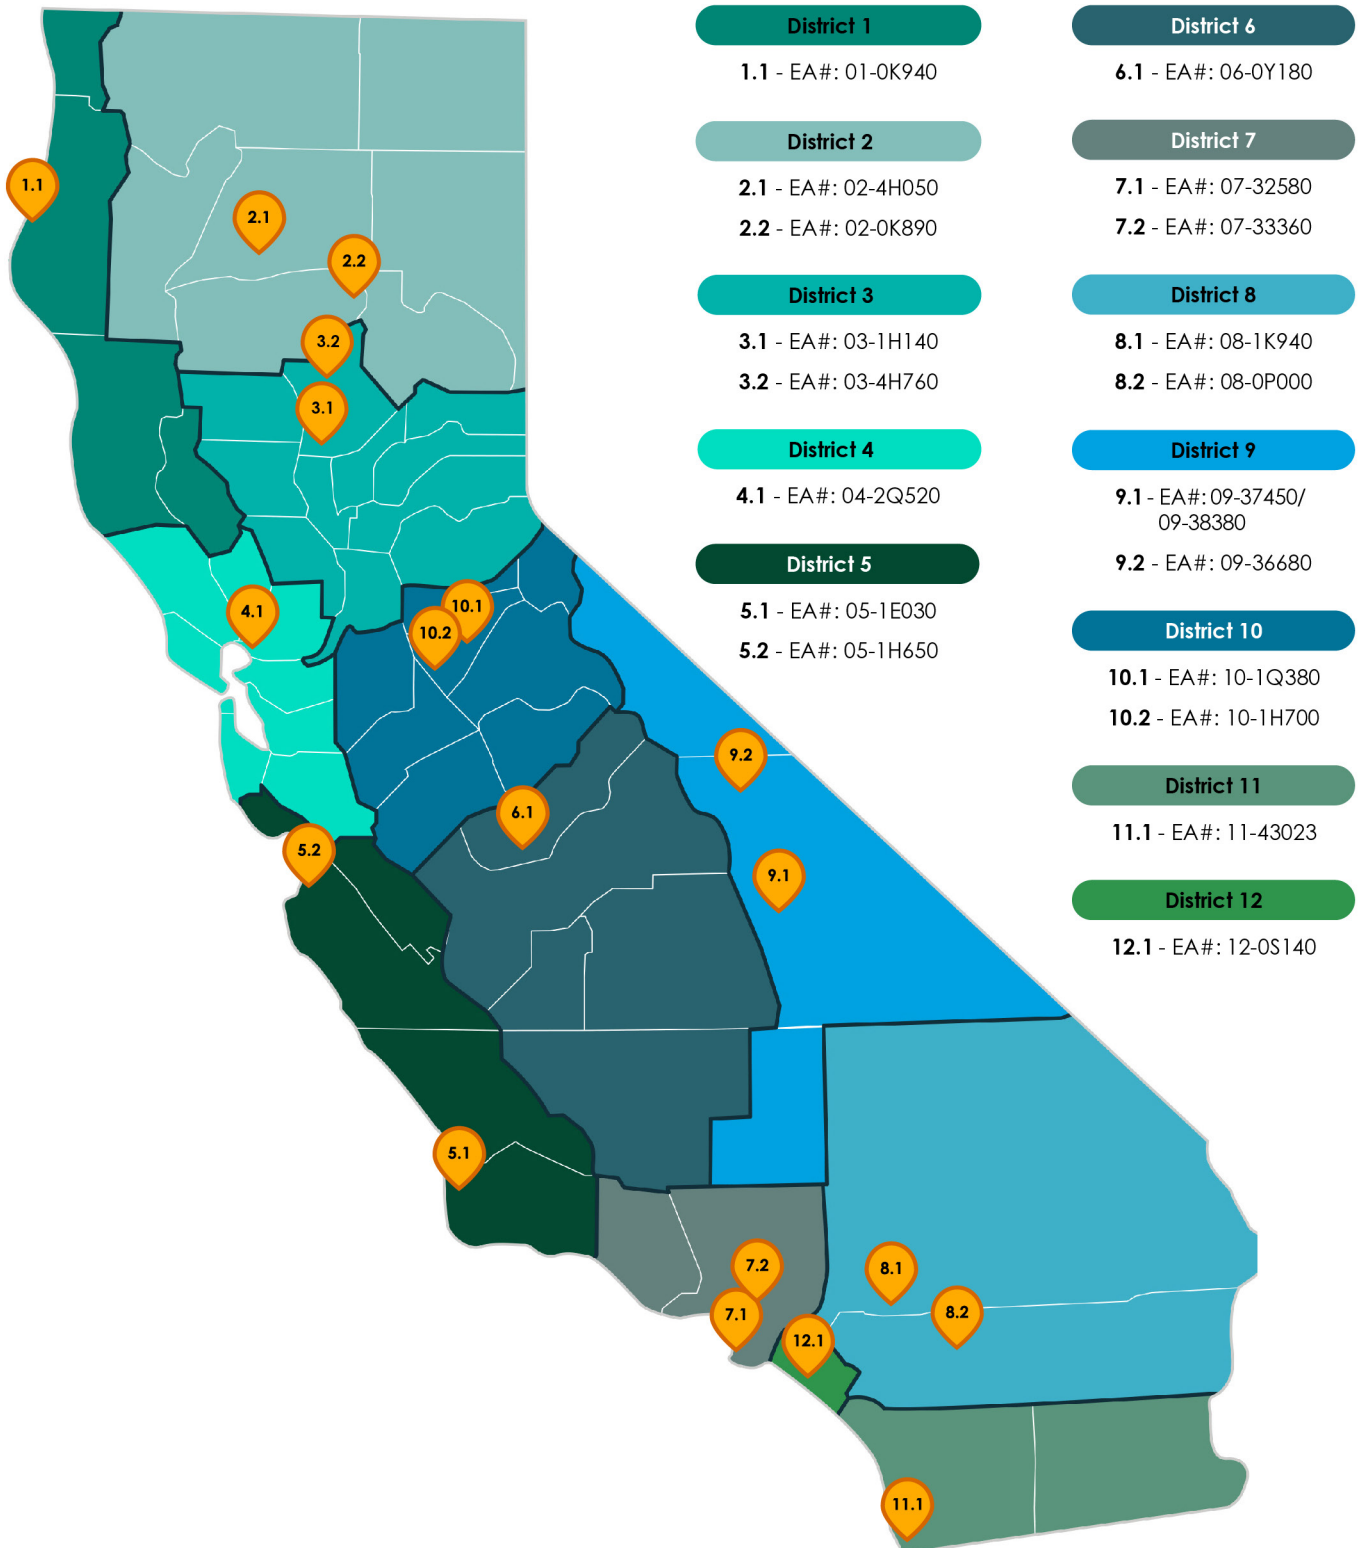 District 1
1.1 - EA#: 01-0K940
District 2
2.1 - EA#: 02-4H050
2.2 - EA#: 02-0K890
District 3
3.1 - EA#: 03-1H140
3.2 - EA#: 03-4H760
District 4
4.1 - EA#: 04-2Q520
District 5
5.1 - EA#: 05-1E030
5.2 - EA#: 05-1H650
District 6
6.1 - EA#: 06-0Y180
District 7
7.1 - EA#: 07-32580
7.2 - EA#: 07-33360
District 8
8.1 - EA#: 08-1K940
8.2 - EA#: 08-0P000
District 9
9.1 - EA#: 09-37450/
09-38380
9.2 - EA#: 09-36680
District 10
10.1 - EA#: 10-1Q380
10.2 - EA#: 10-1H700
District 11
11.1 - EA#: 11-43023
District 12
12.1 - EA#: 12-0S140
1.1
2.1
2.2
3.2
3.1
4.1
10.1
10.2
9.2
6.1
5.2
9.1
5.1
7.2
8.1
7.1
8.2
12.1
11.1